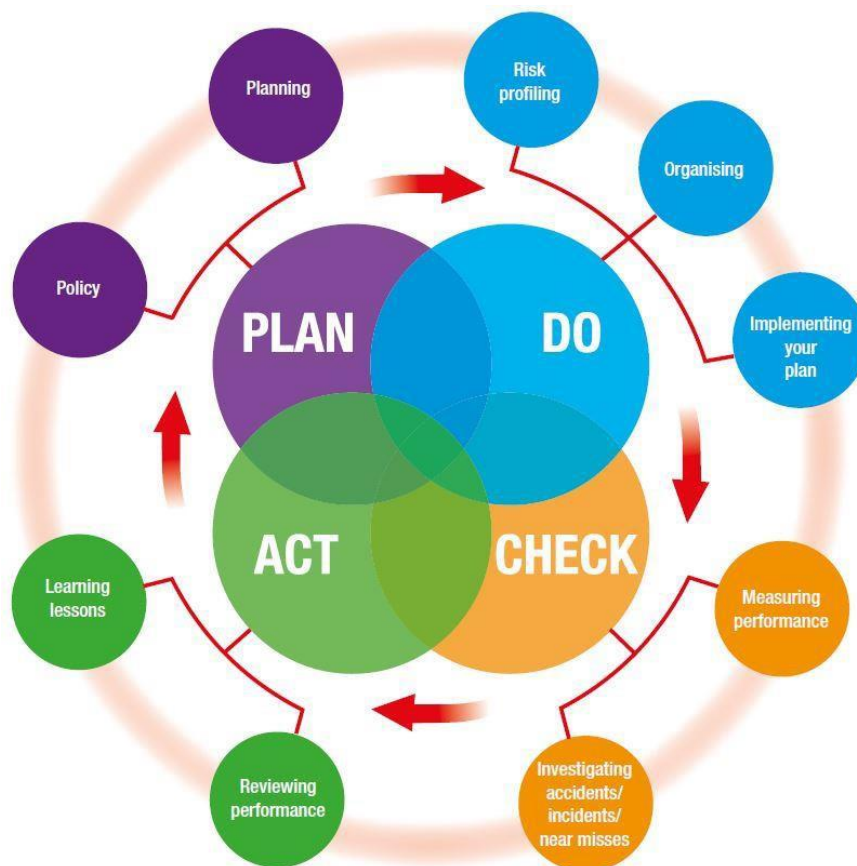 Planning
Risk
profiling
Organising
Policy
PLAN
DO
Implementing
your
plan
ACT
CHECK
Learning
lessons
Measuring
performance
Reviewing
performance
Investigating
accidents/
incidents/
near misses